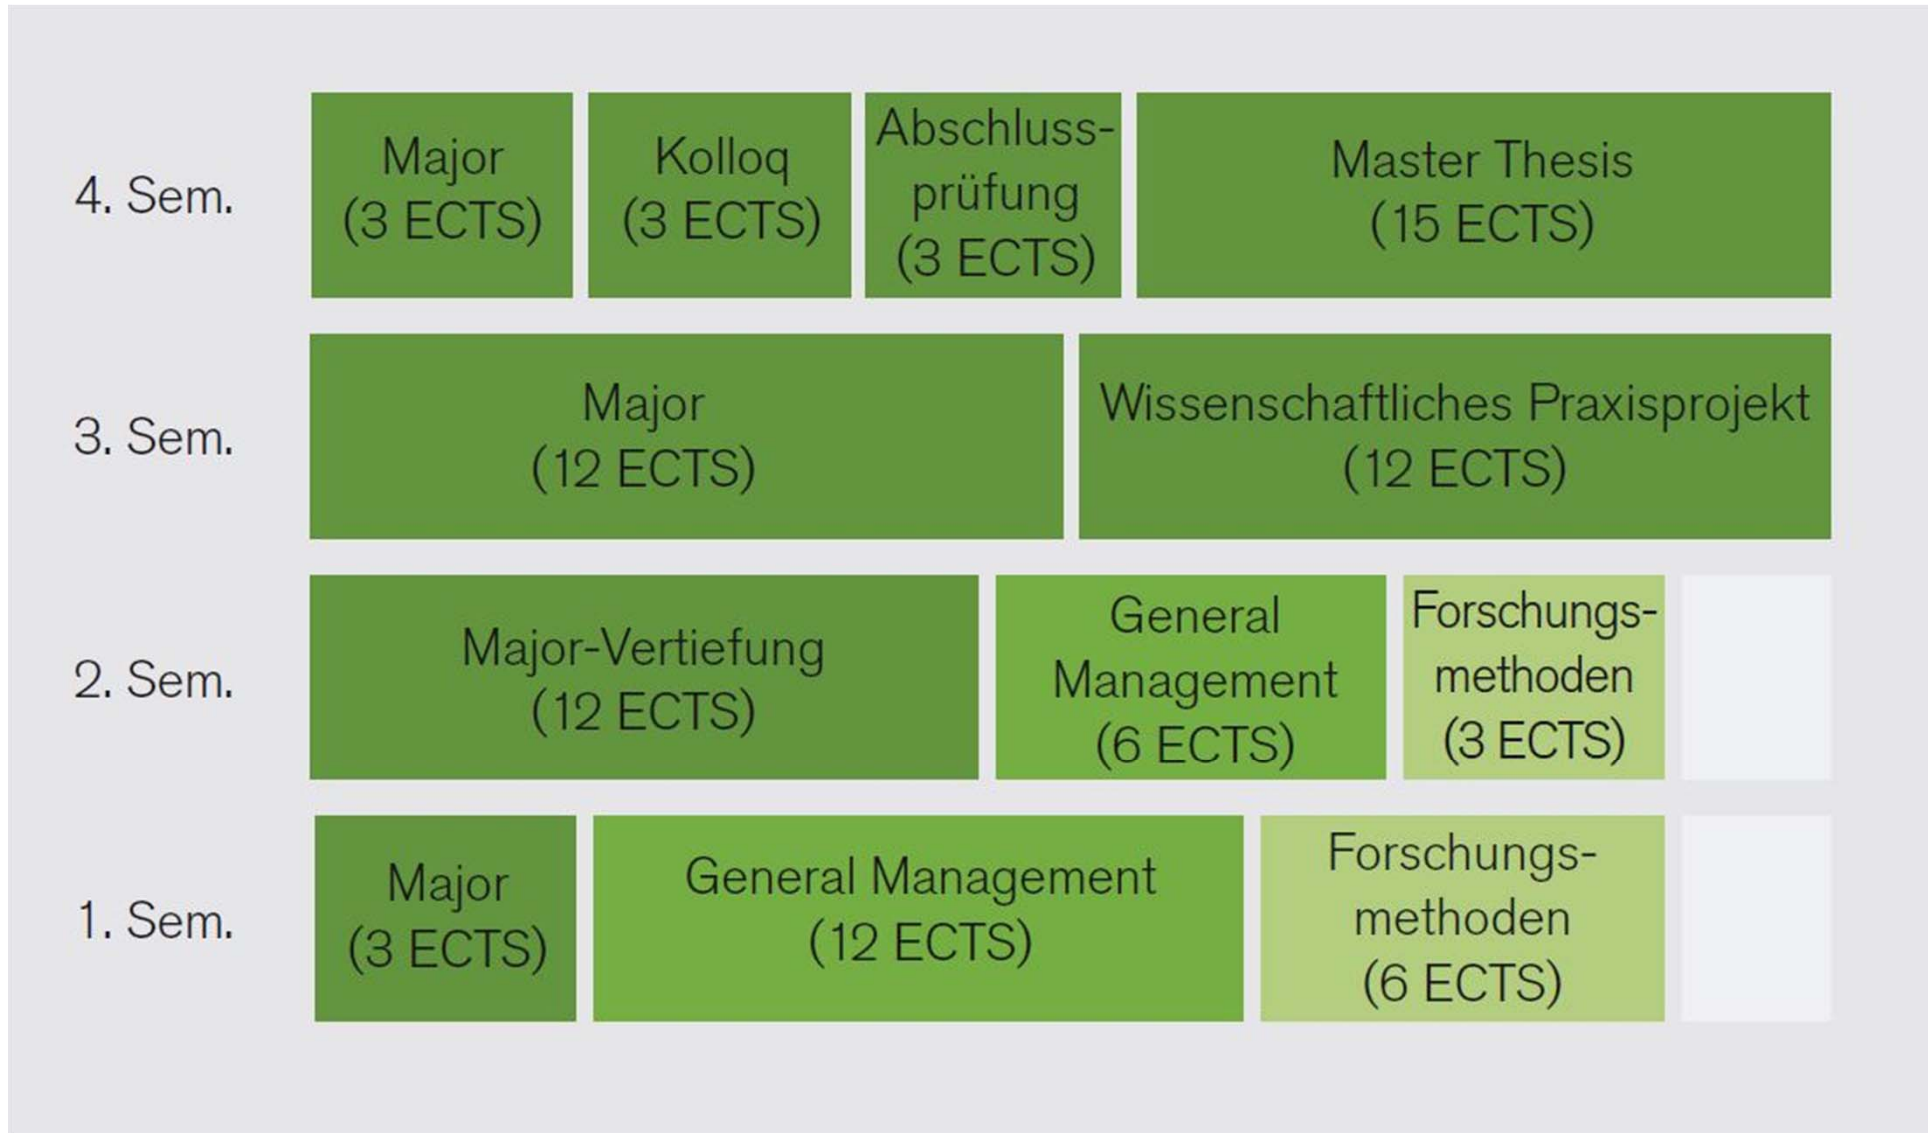 4. Sem.
Major
(3 ECTS)
Kolloq
(3 ECTS)
Abschluss-
prüfung
(3 ECTS)
Master Thesis
(15 ECTS)
3. Sem.
Major
(12 ECTS)
Wissenschaftliches Praxisprojekt
(12 ECTS)
2. Sem.
Major-Vertiefung
(12 ECTS)
General
Management
(6 ECTS)
Forschungs-
methoden
(3 ECTS)
1. Sem.
Major
(3 ECTS)
General Management
(12 ECTS)
Forschungs-
methoden
(6 ECTS)